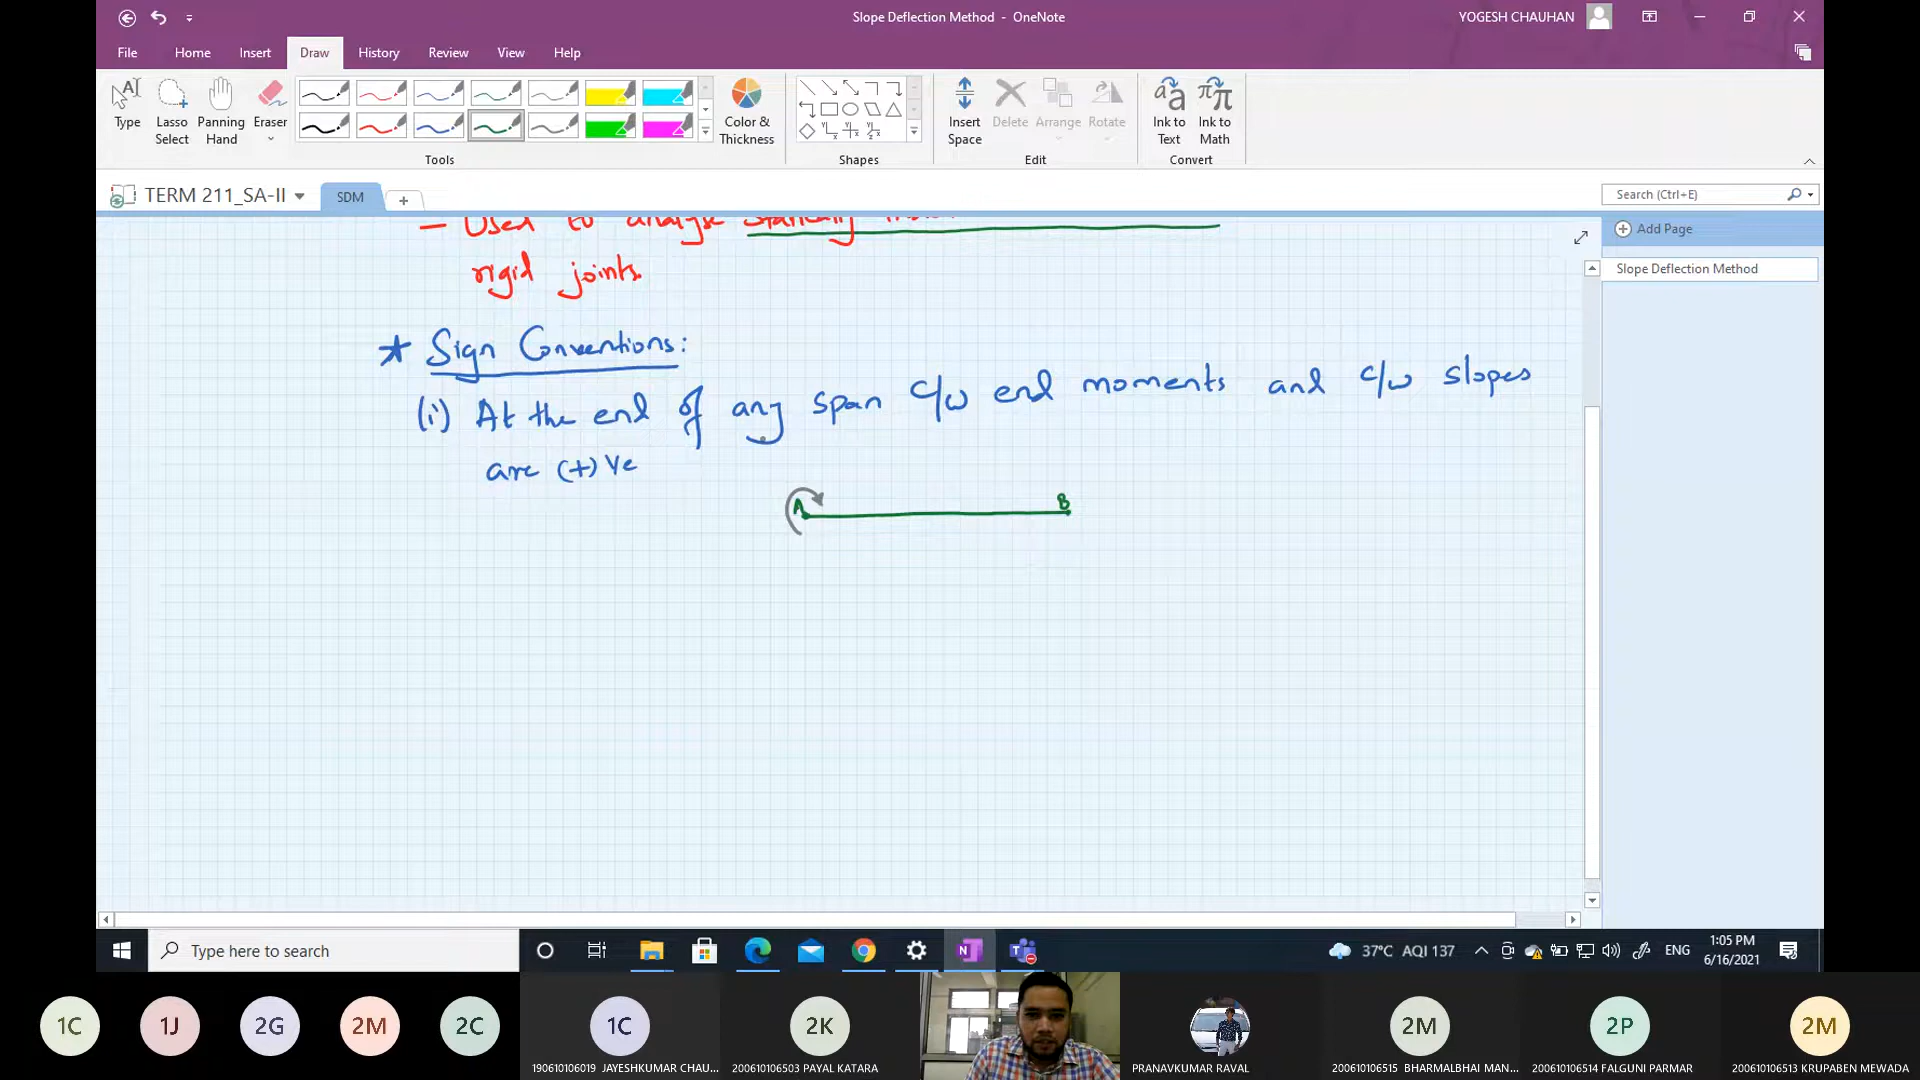 Slope Deflection Method - OneNote
YOGESH CHAUHAN
File Home Insert Draw History Review View Help
Type
Lasso Select
Panning Hand
Eraser
Color & Thickness
Insert Space
Delete
Arrange
Rotate
Ink to Text
Ink to Math
Tools
Shapes
Edit
Convert
TERM 211_SA-II
SDM
Search (Ctrl+E)
Add Page
Slope Deflection Method
– Used to analyse statically
rigid joints.
* Sign Conventions:
(i) At the end of any span c/w end moments and c/w slopes
are (+)ve
A B
Type here to search
37°C AQI 137
ENG
1:05 PM
6/16/2021
1C 1J 2G 2M 2C 1C 2K 2M 2P 2M
190610106019 JAYESHKUMAR CHAU...
200610106503 PAYAL KATARA
PRANAVKUMAR RAVAL
200610106515 BHARMALBHAI MAN...
200610106514 FALGUNI PARMAR
200610106513 KRUPABEN MEWADA